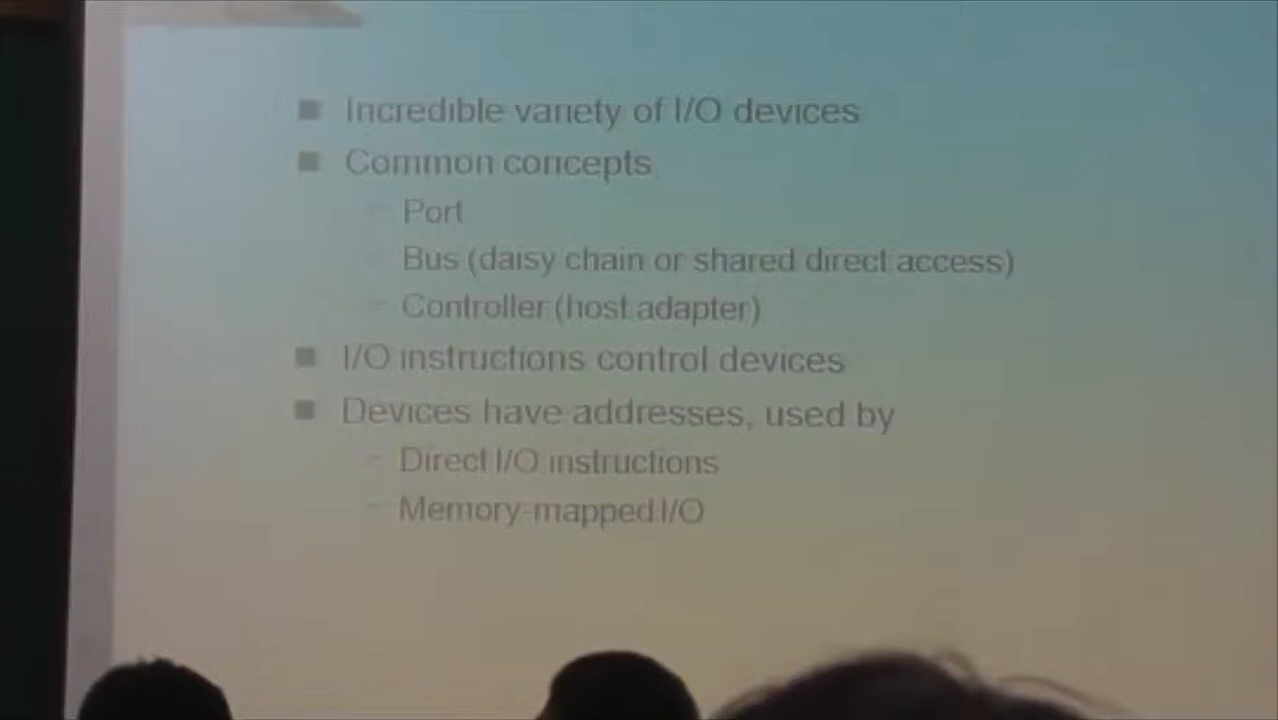 Incredible variety of I/O devices
Common concepts
– Port
– Bus (daisy chain or shared direct access)
– Controller (host adapter)
I/O instructions control devices
Devices have addresses, used by
– Direct I/O instructions
– Memory-mapped I/O